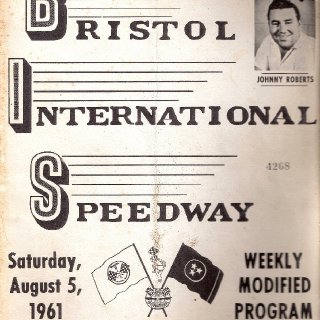 BRISTOL
JOHNNY ROBERTS
INTERNATIONAL
4268
SPEEDWAY
Saturday,
August 5,
1961
WEEKLY
MODIFIED
PROGRAM